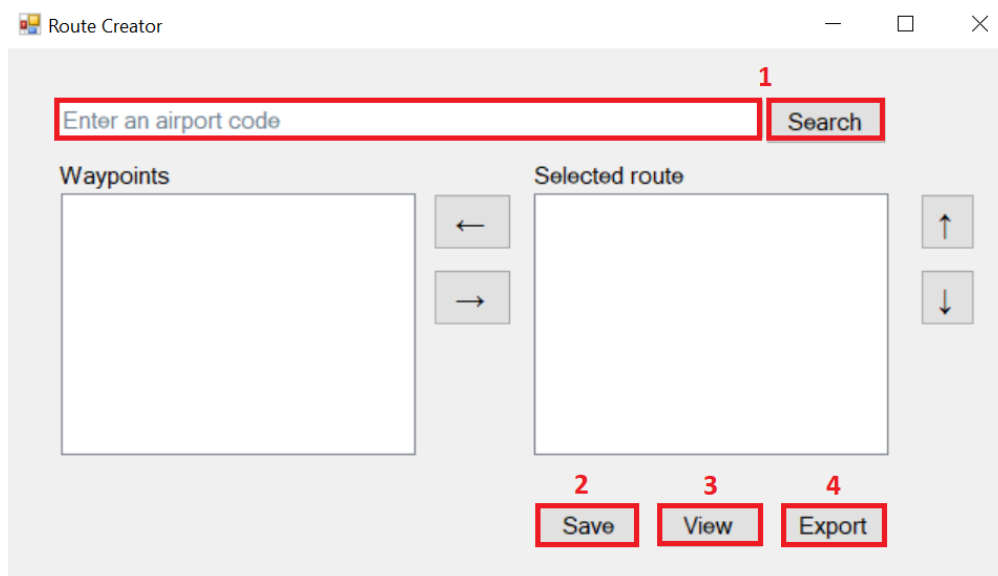 Route Creator
1
Enter an airport code Search
Waypoints Selected route
← ↑
→ ↓
2 3 4
Save View Export